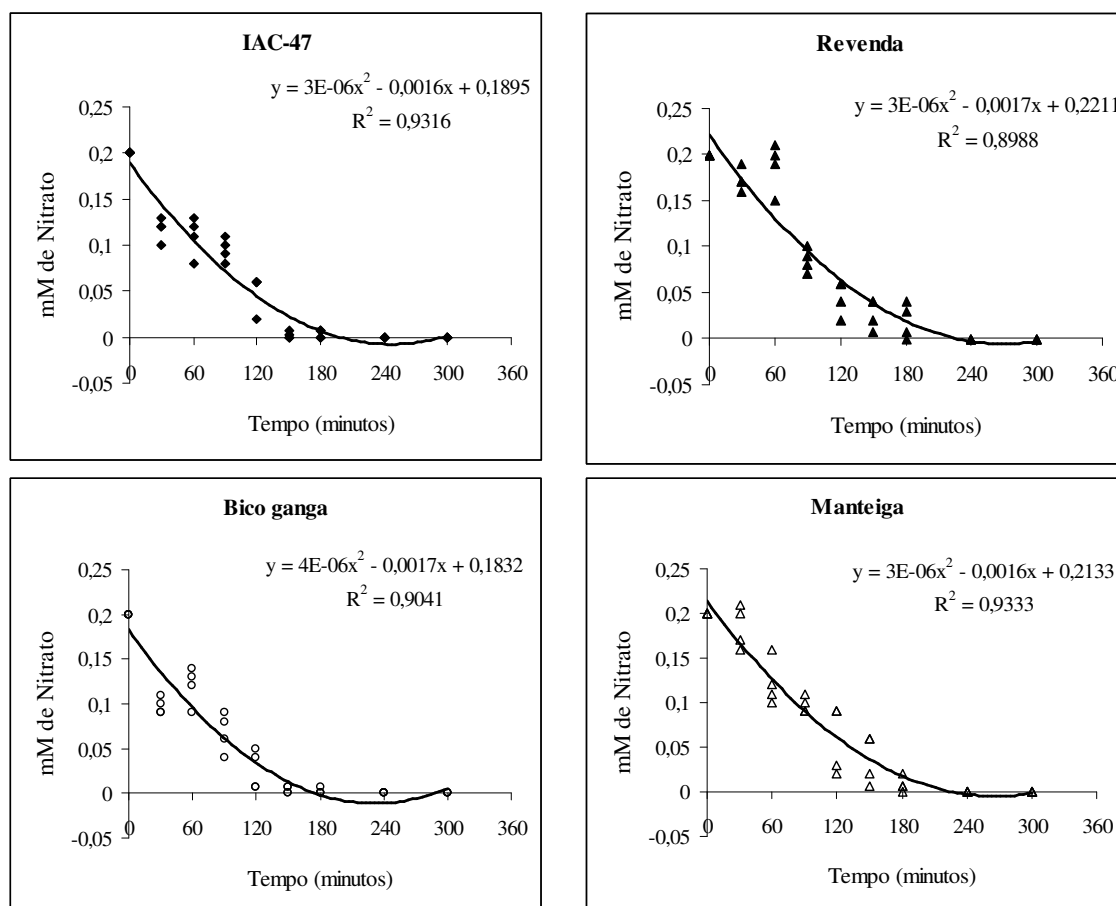 IAC-47
y = 3E-06x² - 0,0016x + 0,1895
R² = 0,9316
0,25
0,2
0,15
0,1
0,05
0
-0,05
mM de Nitrato
0 60 120 180 240 300 360
Tempo (minutos)
Revenda
y = 3E-06x² - 0,0017x + 0,2211
R² = 0,8988
0,25
0,2
0,15
0,1
0,05
0
-0,05
mM de Nitrato
0 60 120 180 240 300 360
Tempo (minutos)
Bico ganga
y = 4E-06x² - 0,0017x + 0,1832
R² = 0,9041
0,25
0,2
0,15
0,1
0,05
0
-0,05
mM de Nitrato
0 60 120 180 240 300 360
Tempo (minutos)
Manteiga
y = 3E-06x² - 0,0016x + 0,2133
R² = 0,9333
0,25
0,2
0,15
0,1
0,05
0
-0,05
mM de Nitrato
0 60 120 180 240 300 360
Tempo (minutos)